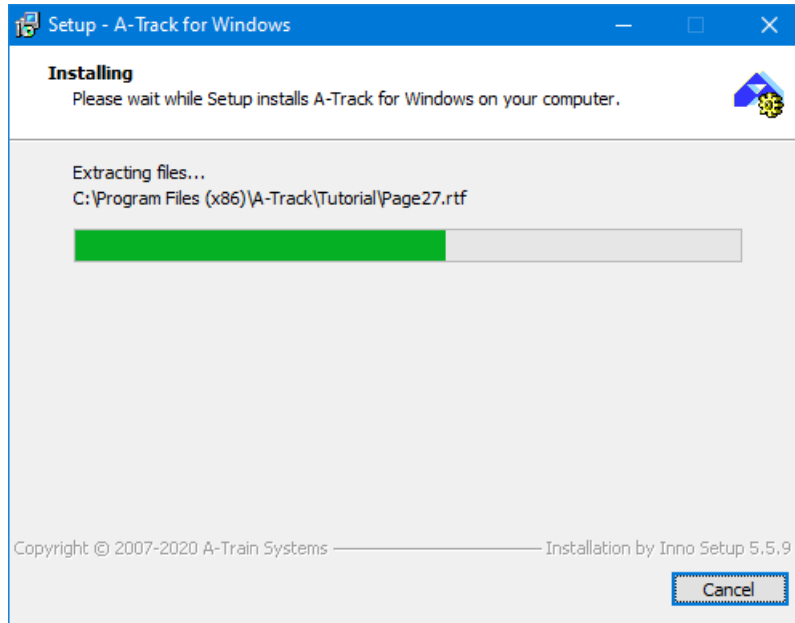 Setup - A-Track for Windows
Installing
Please wait while Setup installs A-Track for Windows on your computer.
Extracting files...
C:\Program Files (x86)\A-Track\Tutorial\Page27.rtf
Copyright © 2007-2020 A-Train Systems
Installation by Inno Setup 5.5.9
Cancel